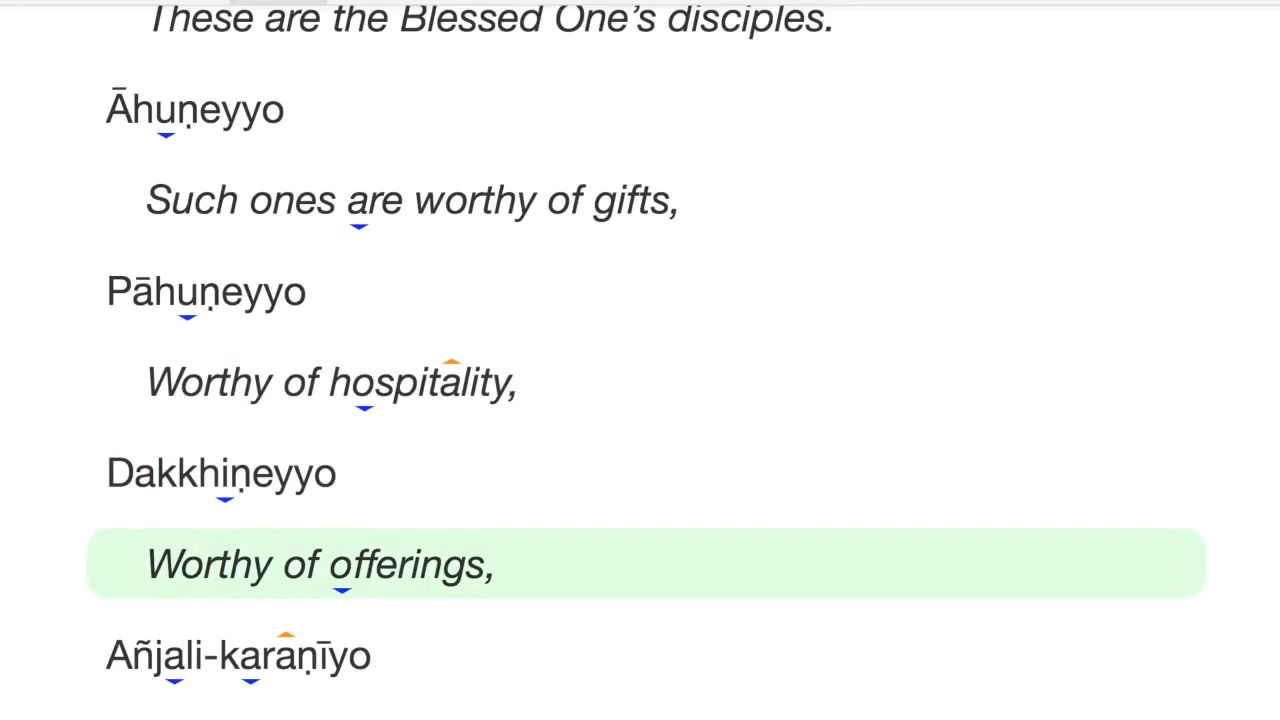 These are the Blessed One’s disciples.
Āhuṇeyyo
Such ones are worthy of gifts,
Pāhuṇeyyo
Worthy of hospitality,
Dakkhiṇeyyo
Worthy of offerings,
Añjali-karaṇīyo